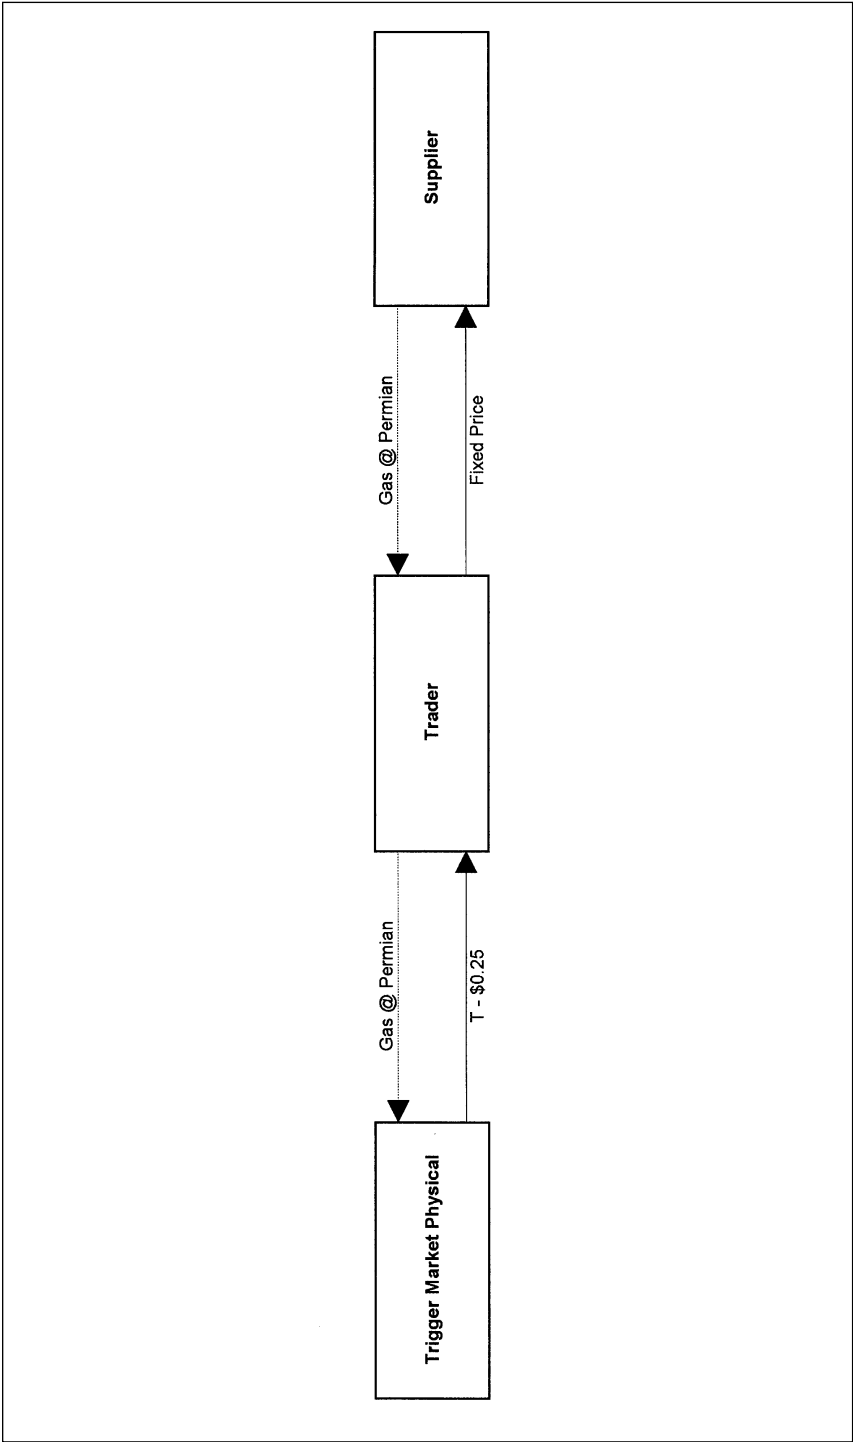 Trigger Market Physical
Gas @ Permian
T - $0.25
Trader
Gas @ Permian
Fixed Price
Supplier